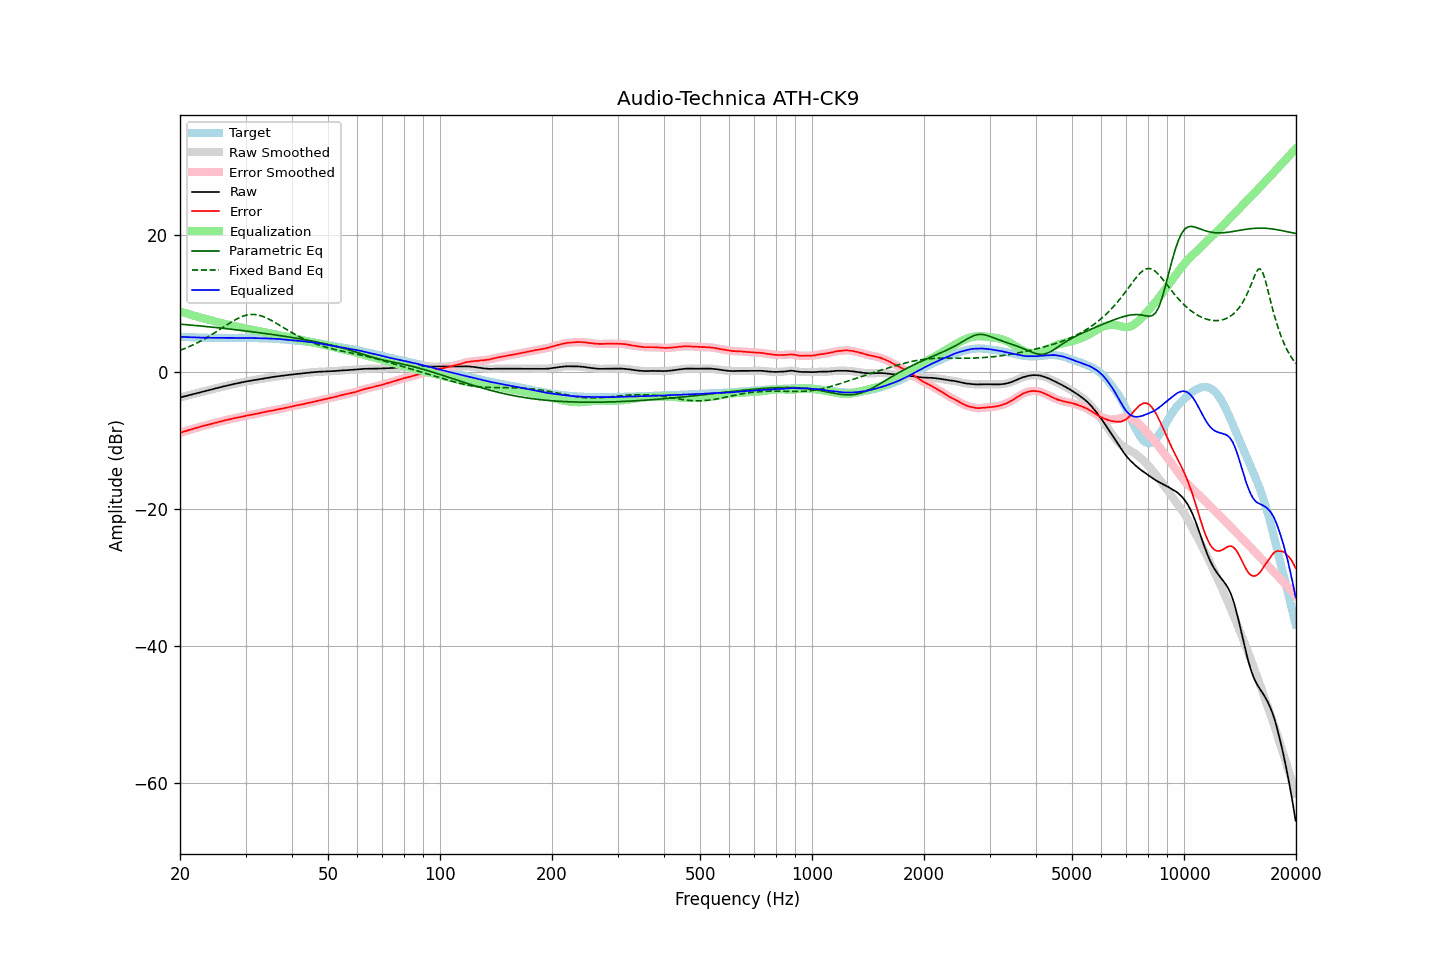 Audio-Technica ATH-CK9
Target
Raw Smoothed
Error Smoothed
Raw
Error
Equalization
Parametric Eq
Fixed Band Eq
Equalized
20
0
−20
−40
−60
Amplitude (dBr)
20 50 100 200 500 1000 2000 5000 10000 20000
Frequency (Hz)